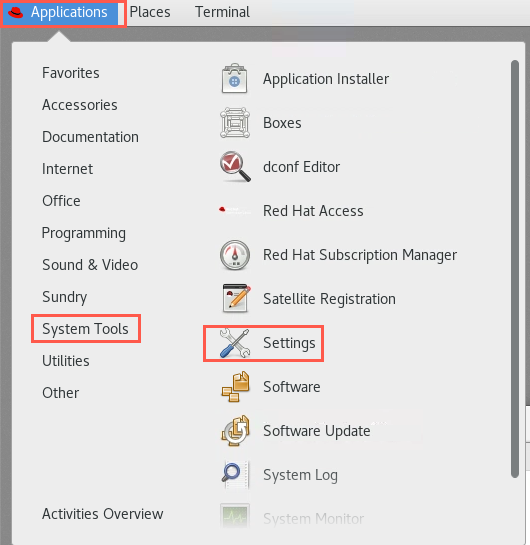 Applications Places Terminal
Favorites
Accessories
Documentation
Internet
Office
Programming
Sound & Video
Sundry
System Tools
Utilities
Other
Activities Overview
Application Installer
Boxes
dconf Editor
Red Hat Access
Red Hat Subscription Manager
Satellite Registration
Settings
Software
Software Update
System Log
System Monitor